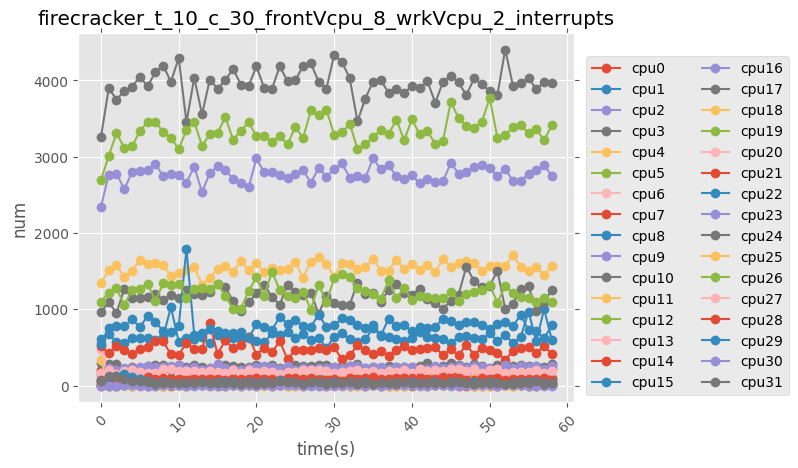 firecracker_t_10_c_30_frontVcpu_8_wrkVcpu_2_interrupts
num
4000
3000
2000
1000
0
0
10
20
30
40
50
60
time(s)
cpu0
cpu1
cpu2
cpu3
cpu4
cpu5
cpu6
cpu7
cpu8
cpu9
cpu10
cpu11
cpu12
cpu13
cpu14
cpu15
cpu16
cpu17
cpu18
cpu19
cpu20
cpu21
cpu22
cpu23
cpu24
cpu25
cpu26
cpu27
cpu28
cpu29
cpu30
cpu31